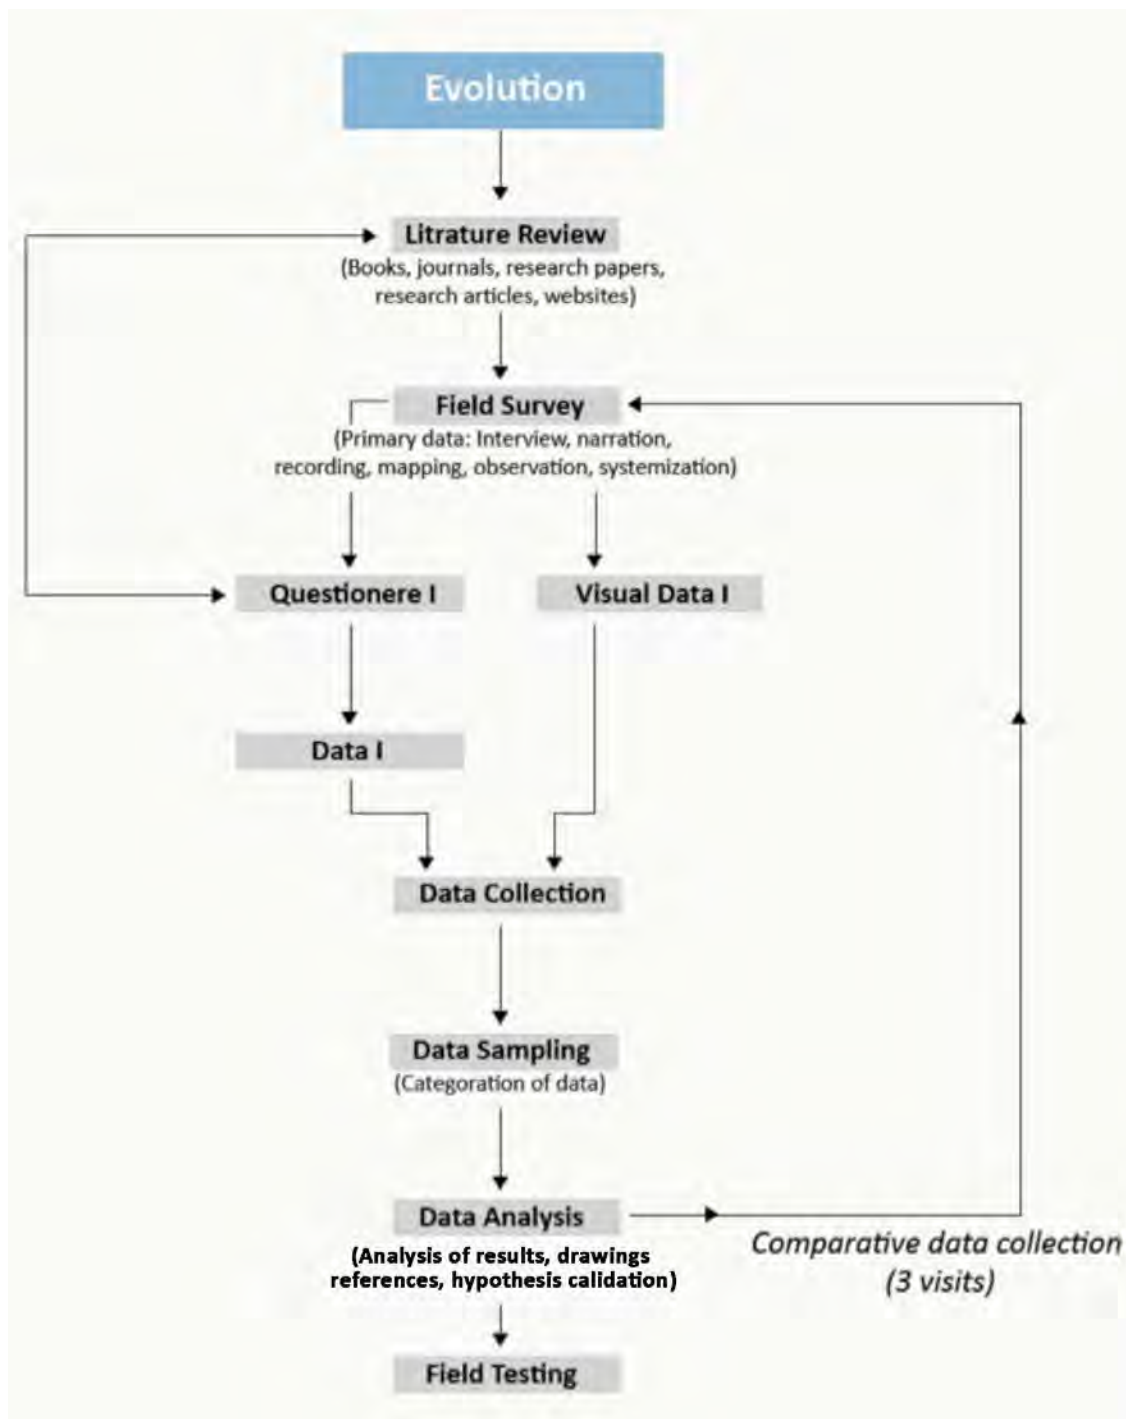 Evolution
Litrature Review
(Books, journals, research papers,
research articles, websites)
Field Survey
(Primary data: Interview, narration,
recording, mapping, observation, systemization)
Questionere I
Visual Data I
Data I
Data Collection
Data Sampling
(Categoration of data)
Data Analysis
(Analysis of results, drawings
references, hypothesis calidation)
Comparative data collection
(3 visits)
Field Testing